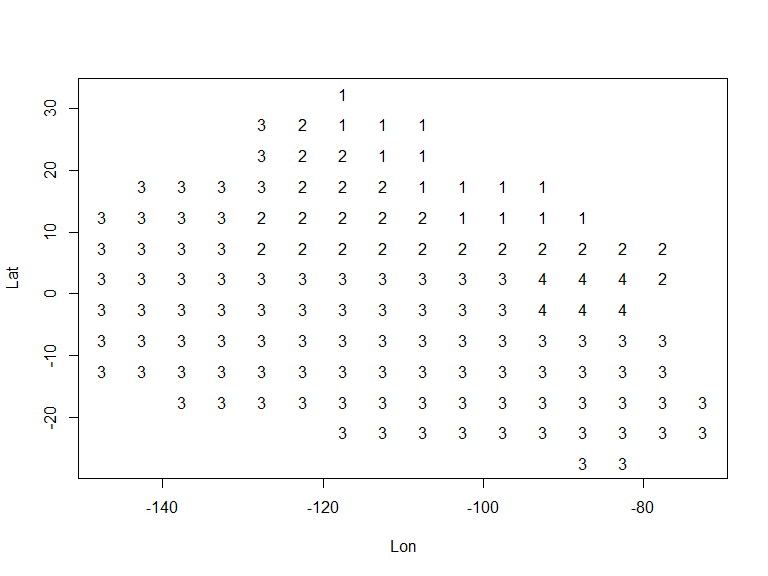 1
30
3 2 1 1 1
3 2 2 1 1
20
3 3 3 3 2 2 2 1 1 1 1
3 3 3 3 2 2 2 2 2 1 1 1 1
10
3 3 3 3 2 2 2 2 2 2 2 2 2 2 2
3 3 3 3 3 3 3 3 3 3 3 4 4 4 2
Lat
0
3 3 3 3 3 3 3 3 3 3 3 4 4 4
3 3 3 3 3 3 3 3 3 3 3 3 3 3 3
-10
3 3 3 3 3 3 3 3 3 3 3 3 3 3 3
3 3 3 3 3 3 3 3 3 3 3 3 3 3
-20
3 3 3 3 3 3 3 3 3 3
3 3
-140 -120 -100 -80
Lon